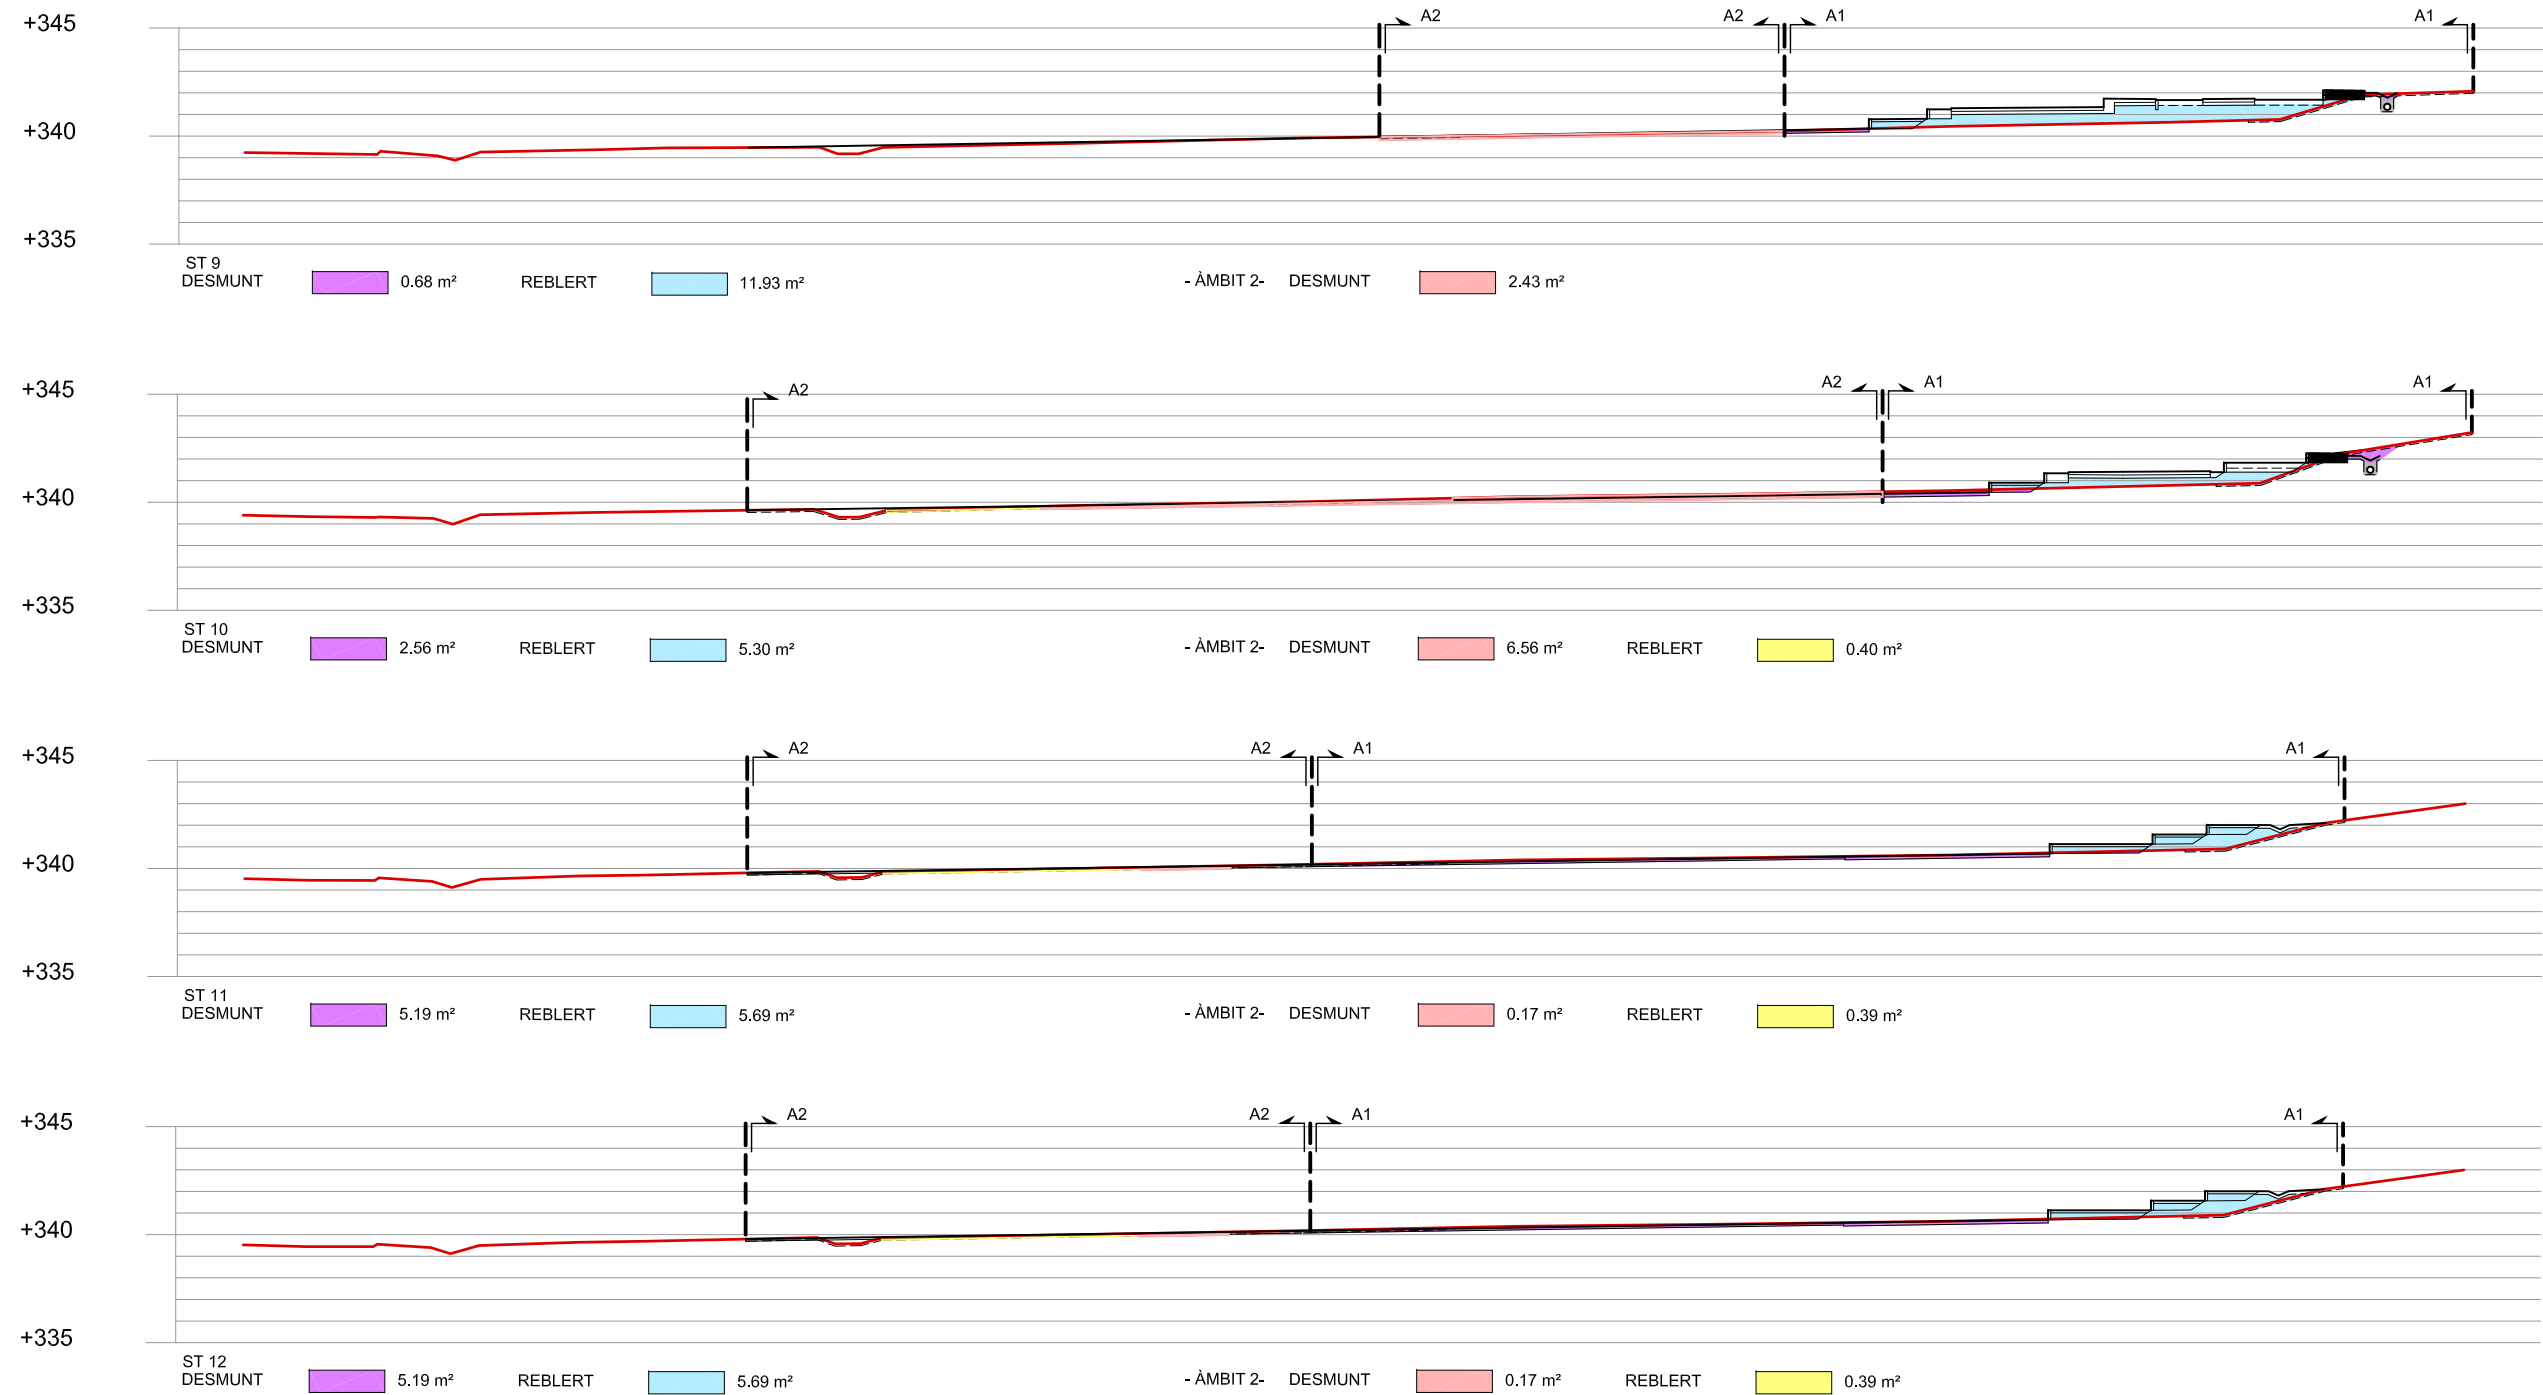 +345
A2 A2 A1 A1
+340
+335
ST 9
DESMUNT 0.68 m² REBLERT 11.93 m² - ÀMBIT 2- DESMUNT 2.43 m²
+345
A2 A2 A1 A1
+340
+335
ST 10
DESMUNT 2.56 m² REBLERT 5.30 m² - ÀMBIT 2- DESMUNT 6.56 m² REBLERT 0.40 m²
+345
A2 A2 A1 A1
+340
+335
ST 11
DESMUNT 5.19 m² REBLERT 5.69 m² - ÀMBIT 2- DESMUNT 0.17 m² REBLERT 0.39 m²
+345
A2 A2 A1 A1
+340
+335
ST 12
DESMUNT 5.19 m² REBLERT 5.69 m² - ÀMBIT 2- DESMUNT 0.17 m² REBLERT 0.39 m²